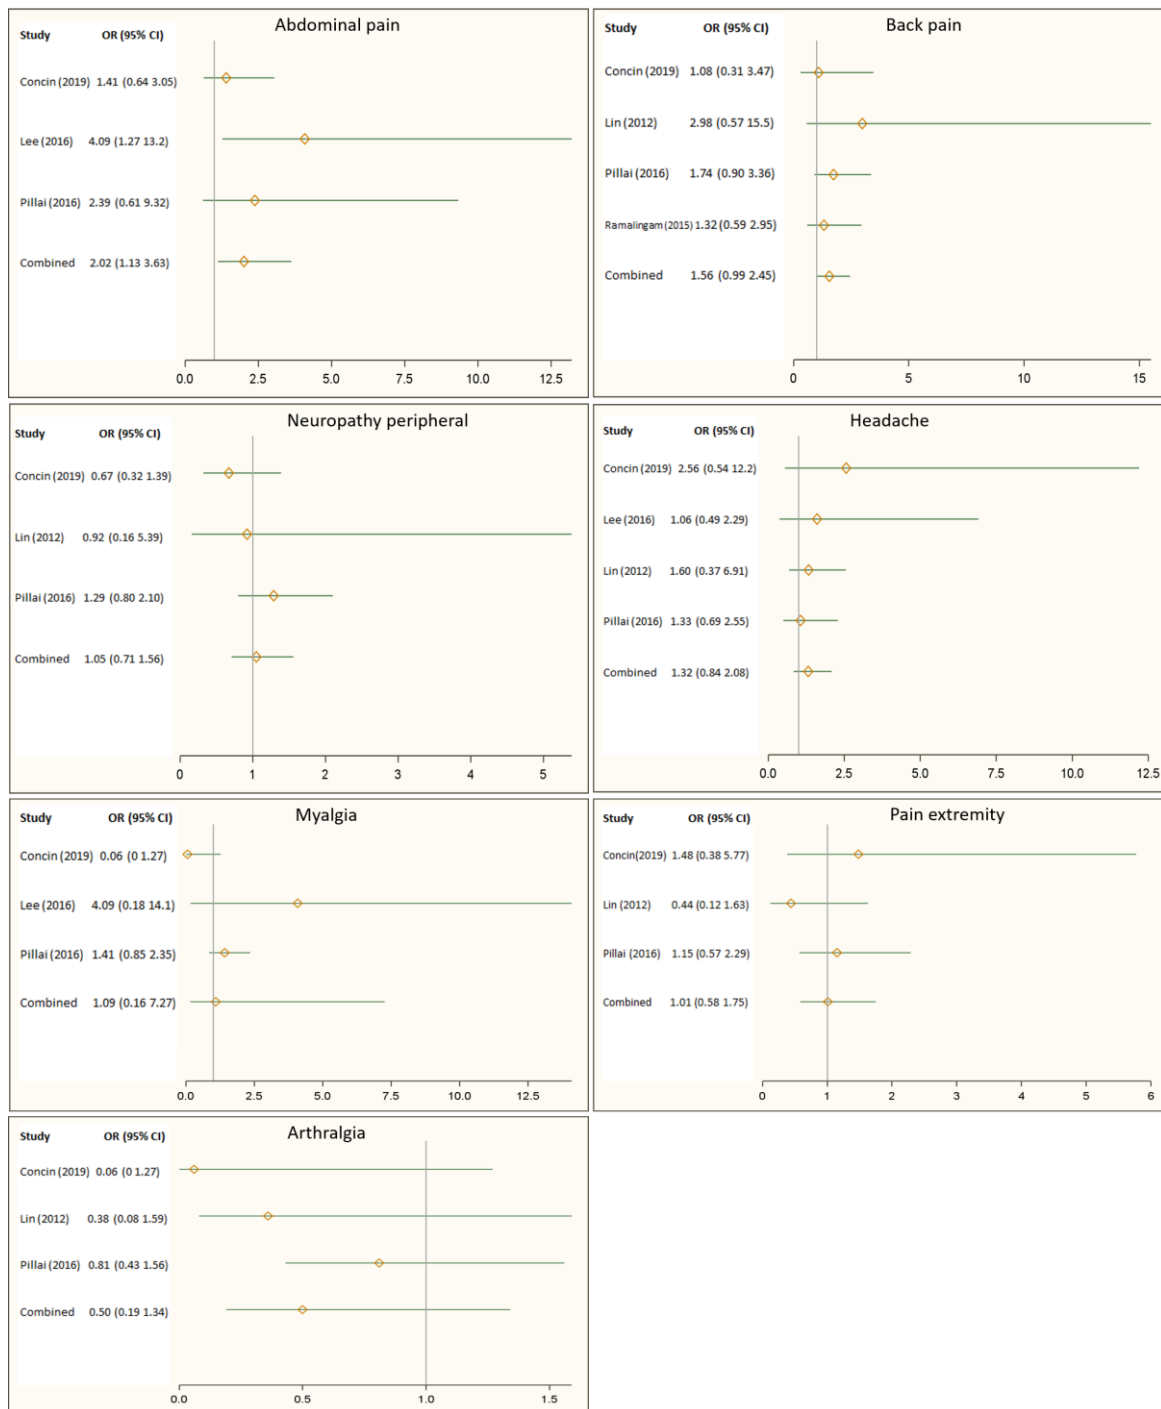 Abdominal pain
Study OR (95% CI)
Concin (2019) 1.41 (0.64 3.05)
Lee (2016) 4.09 (1.27 13.2)
Pillai (2016) 2.39 (0.61 9.32)
Combined 2.02 (1.13 3.63)
0.0 2.5 5.0 7.5 10.0 12.5
Back pain
Study OR (95% CI)
Concin (2019) 1.08 (0.31 3.47)
Lin (2012) 2.98 (0.57 15.5)
Pillai (2016) 1.74 (0.90 3.36)
Ramalingam (2015) 1.32 (0.59 2.95)
Combined 1.56 (0.99 2.45)
0 5 10 15
Neuropathy peripheral
Study OR (95% CI)
Concin (2019) 0.67 (0.32 1.39)
Lin (2012) 0.92 (0.16 5.39)
Pillai (2016) 1.29 (0.80 2.10)
Combined 1.05 (0.71 1.56)
0 1 2 3 4 5
Headache
Study OR (95% CI)
Concin (2019) 2.56 (0.54 12.2)
Lee (2016) 1.06 (0.49 2.29)
Lin (2012) 1.60 (0.37 6.91)
Pillai (2016) 1.33 (0.69 2.55)
Combined 1.32 (0.84 2.08)
0.0 2.5 5.0 7.5 10.0 12.5
Myalgia
Study OR (95% CI)
Concin (2019) 0.06 (0 1.27)
Lee (2016) 4.09 (0.18 14.1)
Pillai (2016) 1.41 (0.85 2.35)
Combined 1.09 (0.16 7.27)
0.0 2.5 5.0 7.5 10.0 12.5
Pain extremity
Study OR (95% CI)
Concin(2019) 1.48 (0.38 5.77)
Lin (2012) 0.44 (0.12 1.63)
Pillai (2016) 1.15 (0.57 2.29)
Combined 1.01 (0.58 1.75)
0 1 2 3 4 5 6
Arthralgia
Study OR (95% CI)
Concin (2019) 0.06 (0 1.27)
Lin (2012) 0.38 (0.08 1.59)
Pillai (2016) 0.81 (0.43 1.56)
Combined 0.50 (0.19 1.34)
0.0 0.5 1.0 1.5